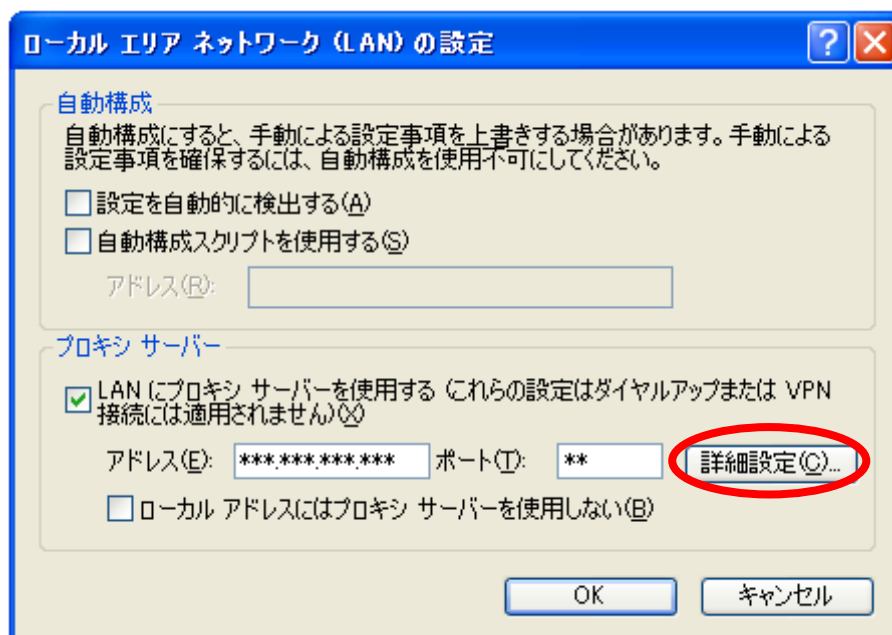 ローカル エリア ネットワーク (LAN) の設定
自動構成
自動構成にすると、手動による設定事項を上書きする場合があります。手動による
設定事項を確保するには、自動構成を使用不可にしてください。
設定を自動的に検出する(A)
自動構成スクリプトを使用する(S)
アドレス(R):
プロキシ サーバー
LAN にプロキシ サーバーを使用する (これらの設定はダイヤルアップまたは VPN
接続には適用されません)(X)
アドレス(E): ***.***.***.*** ポート(T): ** 詳細設定(C)...
ローカル アドレスにはプロキシ サーバーを使用しない(B)
OK キャンセル